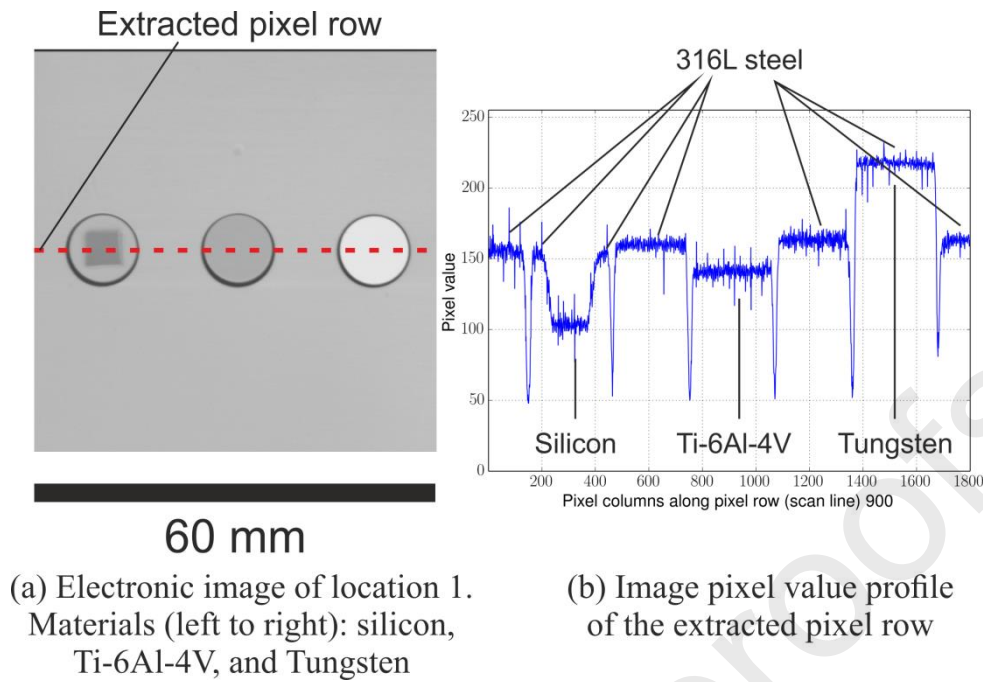 Extracted pixel row
60 mm
(a) Electronic image of location 1.
Materials (left to right): silicon,
Ti-6Al-4V, and Tungsten
316L steel
250
200
150
100
50
0
Pixel value
Silicon
Ti-6Al-4V
Tungsten
200 400 600 800 1000 1200 1400 1600 1800
Pixel columns along pixel row (scan line) 900
(b) Image pixel value profile
of the extracted pixel row
proofs